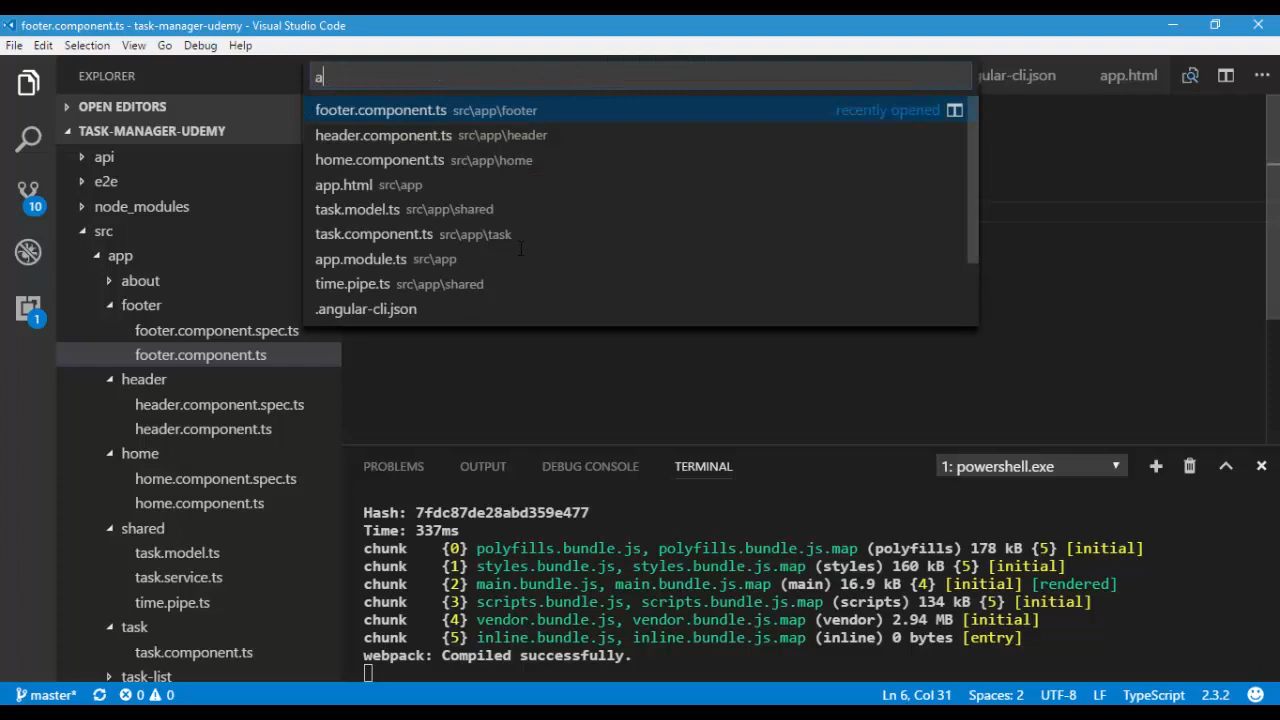 footer.component.ts - task-manager-udemy - Visual Studio Code
File Edit Selection View Go Debug Help
EXPLORER
OPEN EDITORS
TASK-MANAGER-UDEMY
api
e2e
node_modules
src
app
about
footer
footer.component.spec.ts
footer.component.ts
header
header.component.spec.ts
header.component.ts
home
home.component.spec.ts
home.component.ts
shared
task.model.ts
task.service.ts
time.pipe.ts
task
task.component.ts
task-list
10
a
footer.component.ts src\app\footer recently opened
header.component.ts src\app\header
home.component.ts src\app\home
app.html src\app
task.model.ts src\app\shared
task.component.ts src\app\task
app.module.ts src\app
time.pipe.ts src\app\shared
.angular-cli.json
gular-cli.json app.html
PROBLEMS OUTPUT DEBUG CONSOLE TERMINAL 1: powershell.exe
Hash: 7fdc87de28abd359e477
Time: 337ms
chunk {0} polyfills.bundle.js, polyfills.bundle.js.map (polyfills) 178 kB {5} [initial]
chunk {1} styles.bundle.js, styles.bundle.js.map (styles) 160 kB {5} [initial]
chunk {2} main.bundle.js, main.bundle.js.map (main) 16.9 kB {4} [initial] [rendered]
chunk {3} scripts.bundle.js, scripts.bundle.js.map (scripts) 134 kB {5} [initial]
chunk {4} vendor.bundle.js, vendor.bundle.js.map (vendor) 2.94 MB [initial]
chunk {5} inline.bundle.js, inline.bundle.js.map (inline) 0 bytes [entry]
webpack: Compiled successfully.
master* 0 0 Ln 6, Col 31 Spaces: 2 UTF-8 LF TypeScript 2.3.2